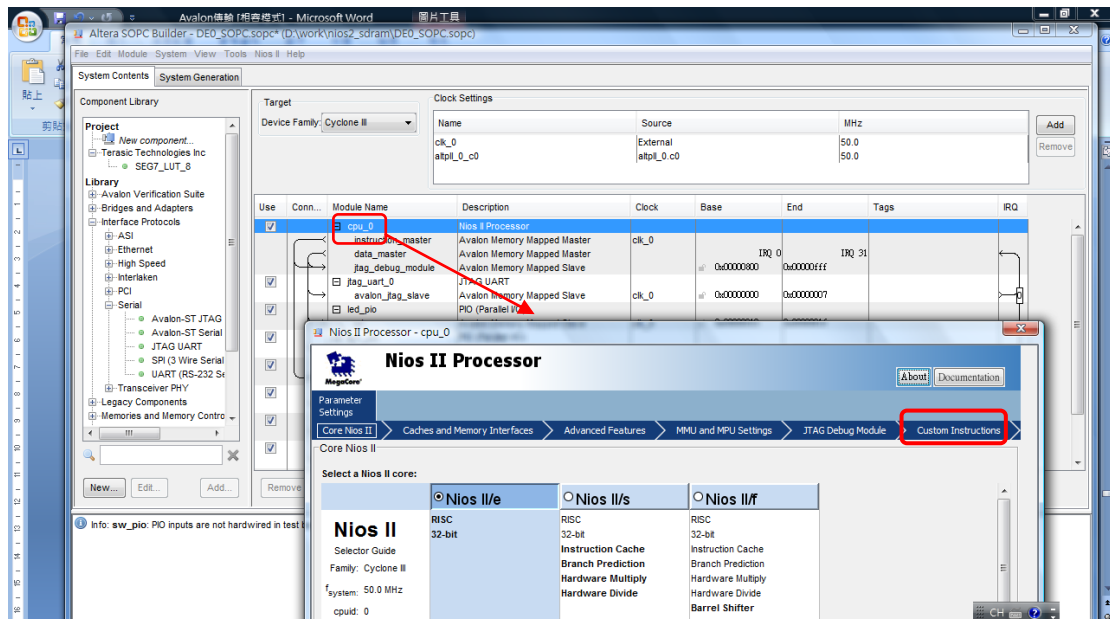 Avalon傳輸 [相容模式] - Microsoft Word
圖片工具
Altera SOPC Builder - DE0_SOPC.sopc* (D:\work\nios2_sdram\DE0_SOPC.sopc)
File Edit Module System View Tools Nios II Help
貼上
剪貼
System Contents
System Generation
Component Library
Project
New component...
Terasic Technologies Inc
SEG7_LUT_8
Library
Avalon Verification Suite
Bridges and Adapters
Interface Protocols
ASI
Ethernet
High Speed
Interlaken
PCI
Serial
Avalon-ST JTAG
Avalon-ST Serial
JTAG UART
SPI (3 Wire Serial
UART (RS-232 Se
Transceiver PHY
Legacy Components
Memories and Memory Contro
New... Edit... Add...
Target
Device Family: Cyclone III
Clock Settings
Name Source MHz
clk_0 External 50.0
altpll_0_c0 altpll_0.c0 50.0
Add
Remove
Use Conn... Module Name Description Clock Base End Tags IRQ
cpu_0 Nios II Processor
instruction_master Avalon Memory Mapped Master clk_0
data_master Avalon Memory Mapped Master IRQ 0 IRQ 31
jtag_debug_module Avalon Memory Mapped Slave 0x00000800 0x00000fff
jtag_uart_0 JTAG UART
avalon_jtag_slave Avalon Memory Mapped Slave clk_0 0x00000000 0x00000007
led_pio PIO (Parallel I/O)
Remove
Info: sw_pio: PIO inputs are not hardwired in test b
Nios II Processor - cpu_0
MegaCore'
Nios II Processor
About Documentation
Parameter
Settings
Core Nios II Caches and Memory Interfaces Advanced Features MMU and MPU Settings JTAG Debug Module Custom Instructions
Core Nios II
Select a Nios II core:
Nios II/e Nios II/s Nios II/f
Nios II
Selector Guide
Family: Cyclone III
fsystem: 50.0 MHz
cpuid: 0
RISC
32-bit
RISC
32-bit
Instruction Cache
Branch Prediction
Hardware Multiply
Hardware Divide
RISC
32-bit
Instruction Cache
Branch Prediction
Hardware Multiply
Hardware Divide
Barrel Shifter
CH